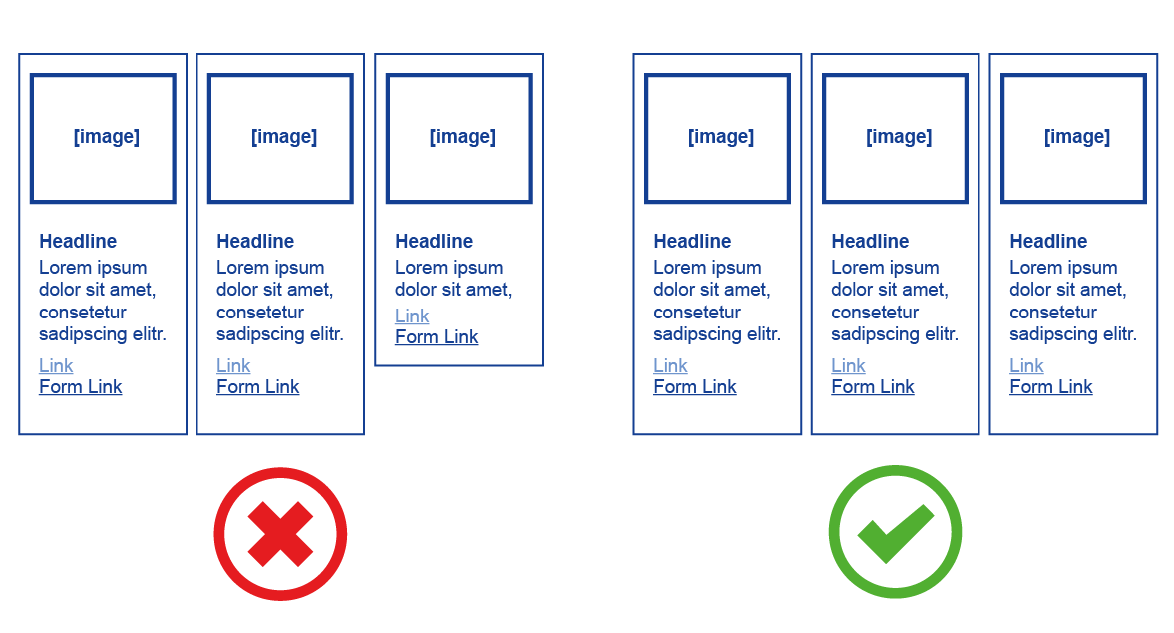 [image]
Headline
Lorem ipsum
dolor sit amet,
consetetur
sadipscing elitr.
Link
Form Link
[image]
Headline
Lorem ipsum
dolor sit amet,
consetetur
sadipscing elitr.
Link
Form Link
[image]
Headline
Lorem ipsum
dolor sit amet,
Link
Form Link
[image]
Headline
Lorem ipsum
dolor sit amet,
consetetur
sadipscing elitr.
Link
Form Link
[image]
Headline
Lorem ipsum
dolor sit amet,
consetetur
sadipscing elitr.
Link
Form Link
[image]
Headline
Lorem ipsum
dolor sit amet,
consetetur
sadipscing elitr.
Link
Form Link